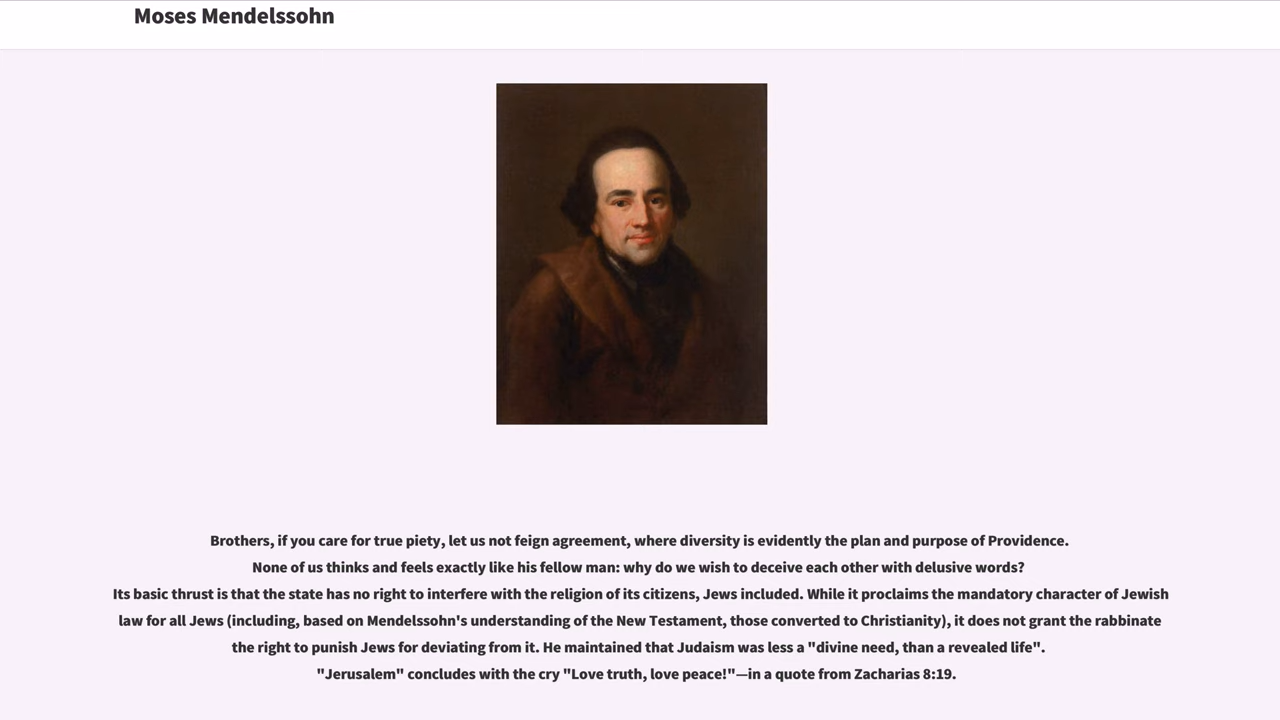 Moses Mendelssohn
Brothers, if you care for true piety, let us not feign agreement, where diversity is evidently the plan and purpose of Providence.
None of us thinks and feels exactly like his fellow man: why do we wish to deceive each other with delusive words?
Its basic thrust is that the state has no right to interfere with the religion of its citizens, Jews included. While it proclaims the mandatory character of Jewish
law for all Jews (including, based on Mendelssohn's understanding of the New Testament, those converted to Christianity), it does not grant the rabbinate
the right to punish Jews for deviating from it. He maintained that Judaism was less a "divine need, than a revealed life".
"Jerusalem" concludes with the cry "Love truth, love peace!"—in a quote from Zacharias 8:19.